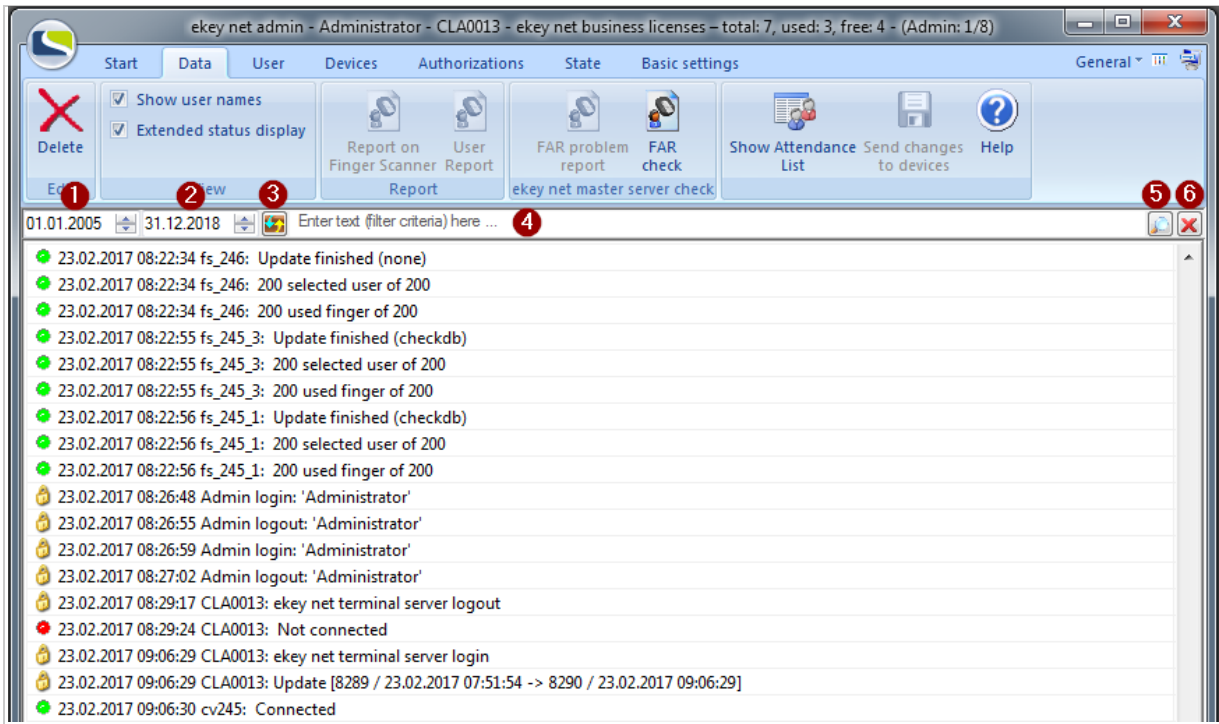 ekey net admin - Administrator - CLA0013 - ekey net business licenses – total: 7, used: 3, free: 4 - (Admin: 1/8)
Start Data User Devices Authorizations State Basic settings General
Delete
Show user names
Extended status display
Report on Finger Scanner
User Report
FAR problem report
FAR check
Show Attendance List
Send changes to devices
Help
Report ekey net master server check
1 2 3 4 5 6
01.01.2005 31.12.2018 Enter text (filter criteria) here ...
23.02.2017 08:22:34 fs_246: Update finished (none)
23.02.2017 08:22:34 fs_246: 200 selected user of 200
23.02.2017 08:22:34 fs_246: 200 used finger of 200
23.02.2017 08:22:55 fs_245_3: Update finished (checkdb)
23.02.2017 08:22:55 fs_245_3: 200 selected user of 200
23.02.2017 08:22:55 fs_245_3: 200 used finger of 200
23.02.2017 08:22:56 fs_245_1: Update finished (checkdb)
23.02.2017 08:22:56 fs_245_1: 200 selected user of 200
23.02.2017 08:22:56 fs_245_1: 200 used finger of 200
23.02.2017 08:26:48 Admin login: 'Administrator'
23.02.2017 08:26:55 Admin logout: 'Administrator'
23.02.2017 08:26:59 Admin login: 'Administrator'
23.02.2017 08:27:02 Admin logout: 'Administrator'
23.02.2017 08:29:17 CLA0013: ekey net terminal server logout
23.02.2017 08:29:24 CLA0013: Not connected
23.02.2017 09:06:29 CLA0013: ekey net terminal server login
23.02.2017 09:06:29 CLA0013: Update [8289 / 23.02.2017 07:51:54 -> 8290 / 23.02.2017 09:06:29]
23.02.2017 09:06:30 cv245: Connected